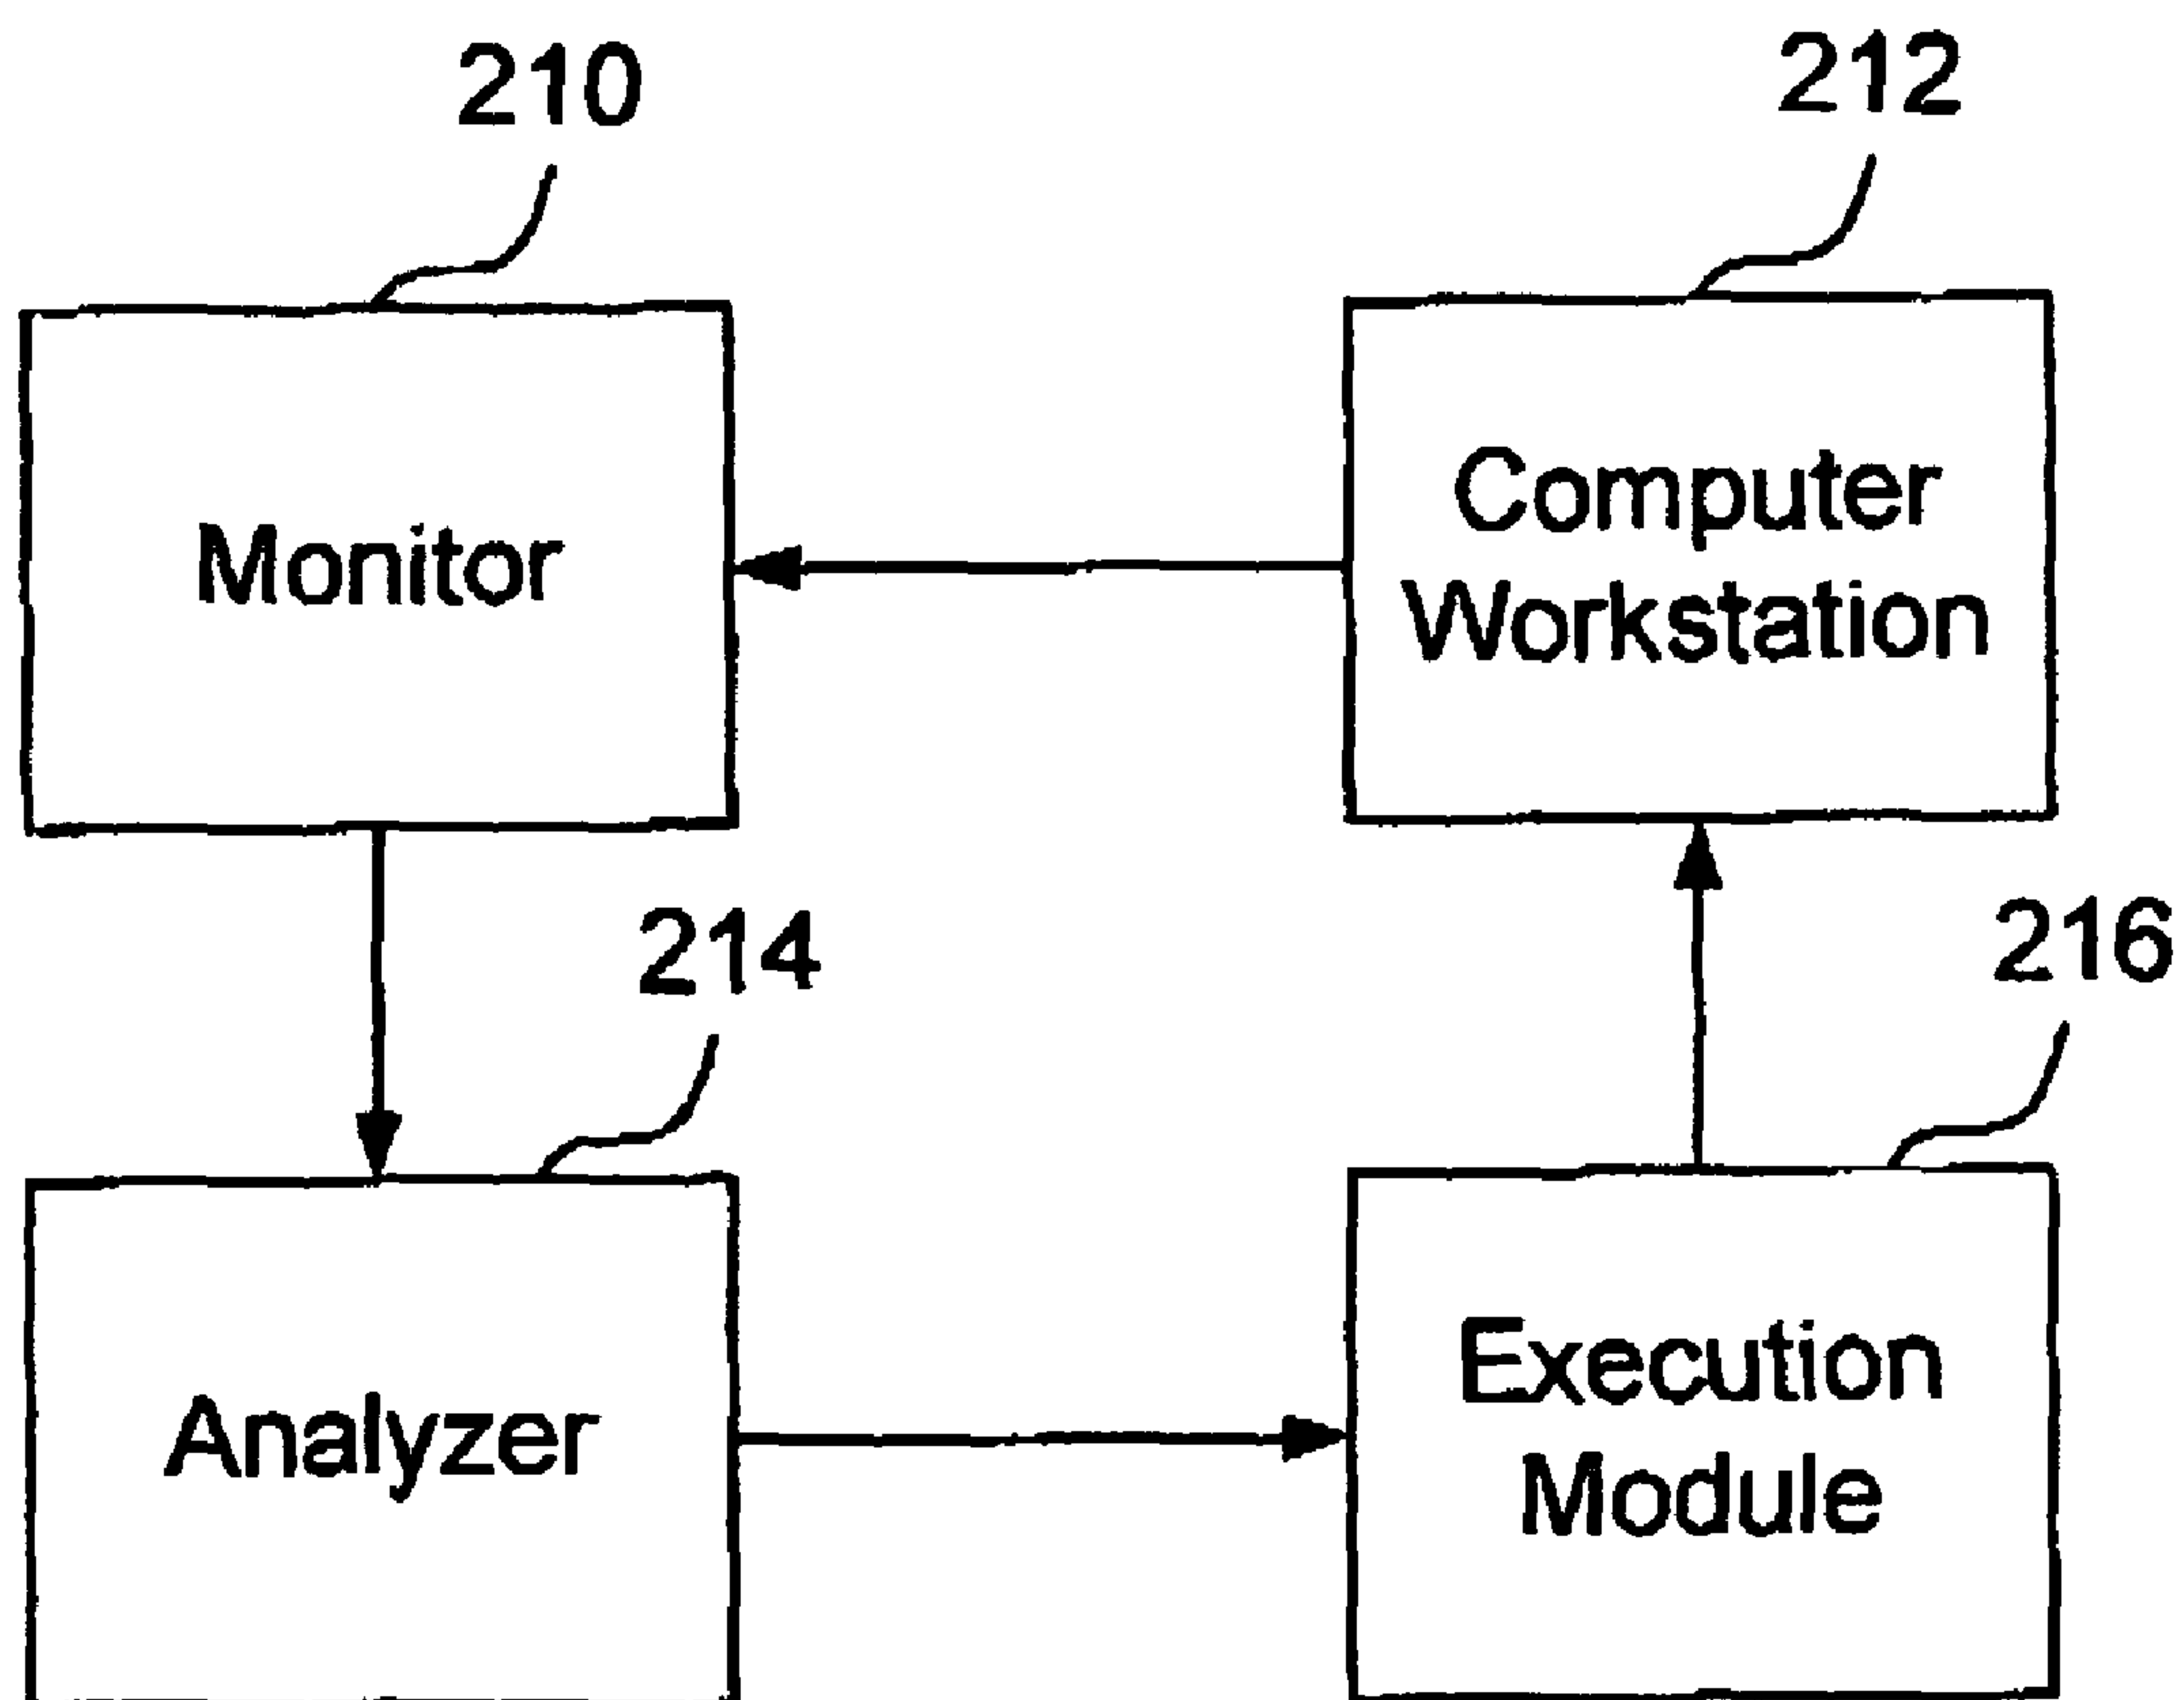 210
212
Monitor
Computer
Workstation
214
216
Analyzer
Execution
Module